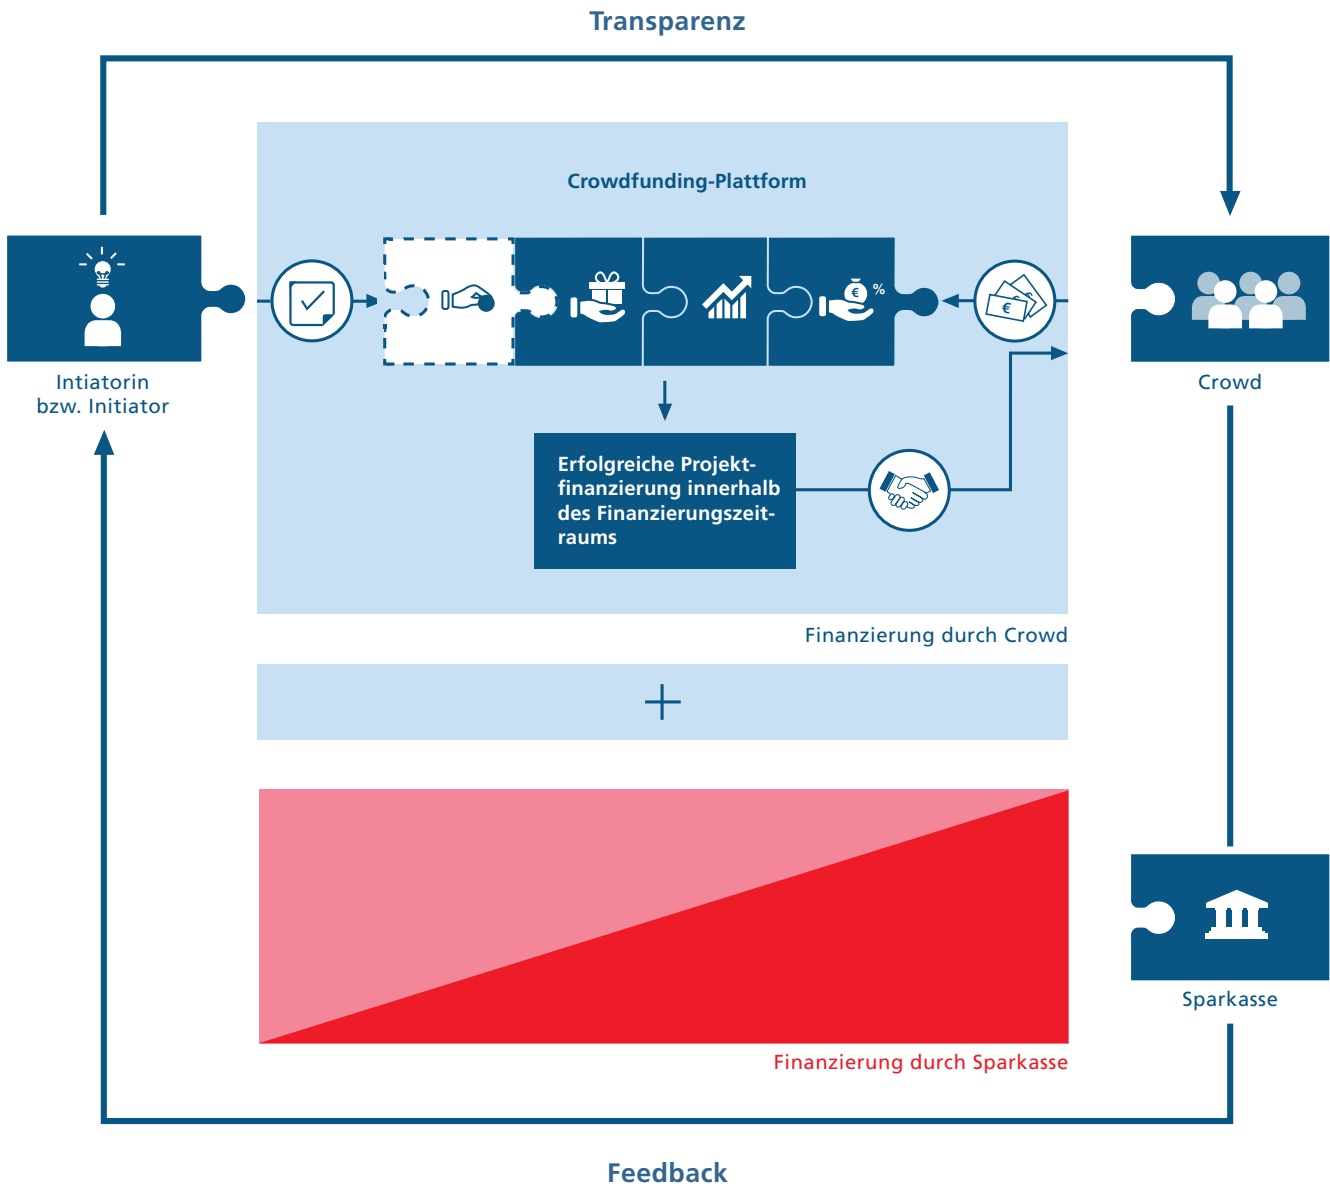 Transparenz
Crowdfunding-Plattform
%
€
€
Intiatorin
bzw. Initiator
Crowd
Erfolgreiche Projekt-
finanzierung innerhalb
des Finanzierungszeit-
raums
Finanzierung durch Crowd
+
Sparkasse
Finanzierung durch Sparkasse
Feedback